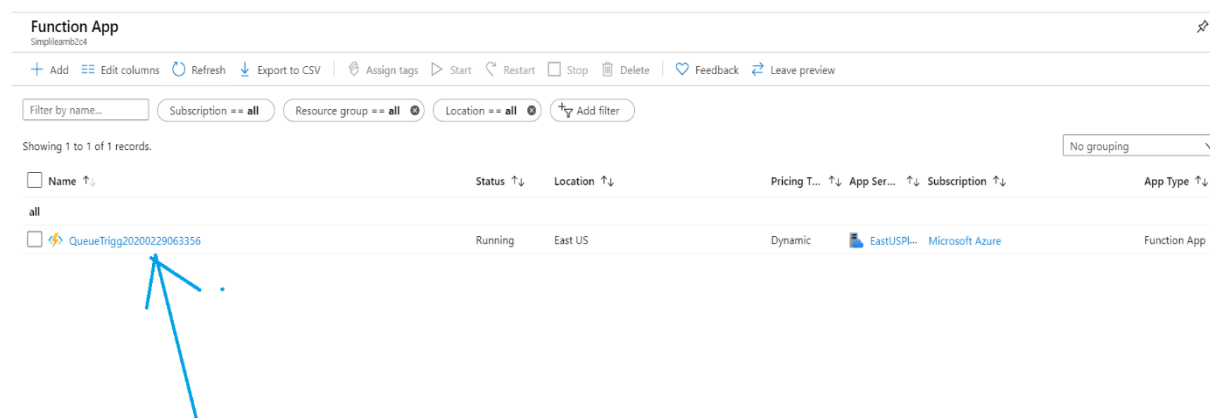 Function App
Simplilearnb2c4
Add Edit columns Refresh Export to CSV Assign tags Start Restart Stop Delete Feedback Leave preview
Filter by name... Subscription == all Resource group == all Location == all Add filter
Showing 1 to 1 of 1 records. No grouping
Name Status Location Pricing T... App Ser... Subscription App Type
all
QueueTrigg20200229063356 Running East US Dynamic EastUSPl... Microsoft Azure Function App